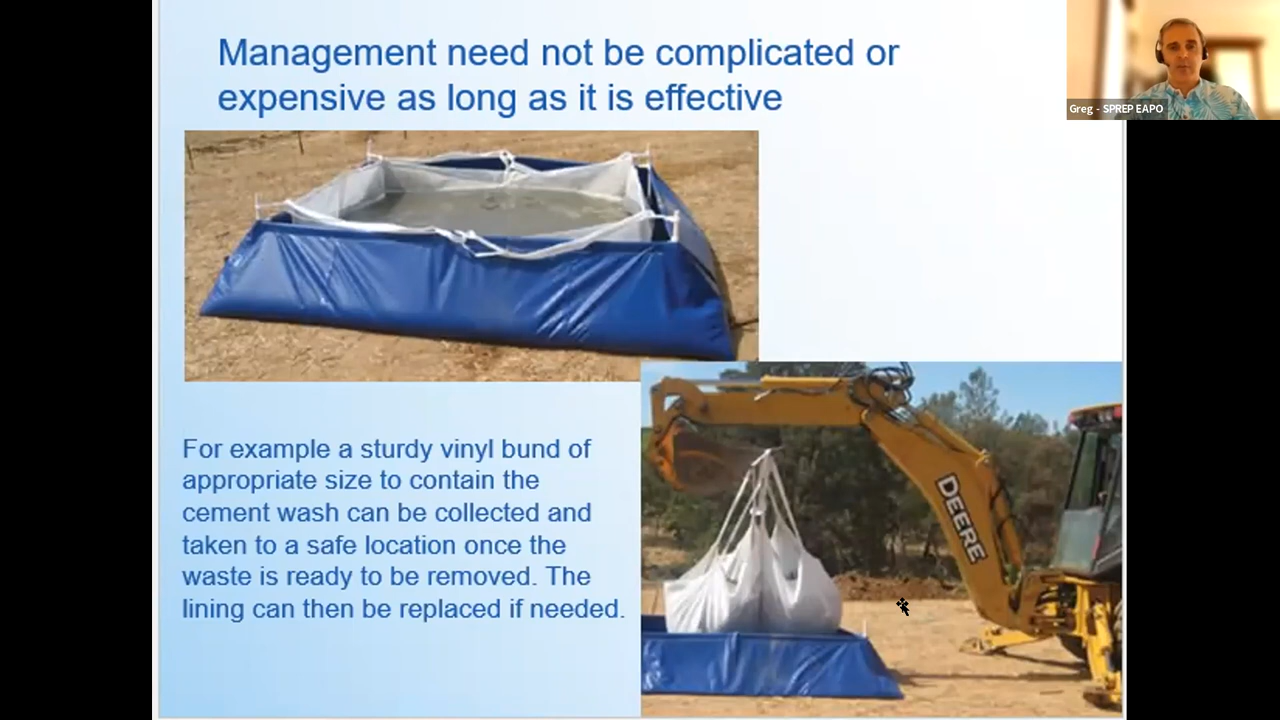 Management need not be complicated or
expensive as long as it is effective
Greg - SPREP EAPO
For example a sturdy vinyl bund of
appropriate size to contain the
cement wash can be collected and
taken to a safe location once the
waste is ready to be removed. The
lining can then be replaced if needed.
DEERE